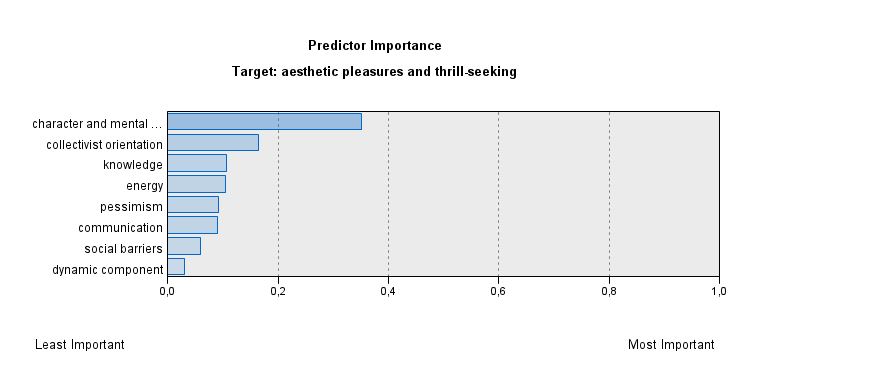 Predictor Importance
Target: aesthetic pleasures and thrill-seeking
character and mental ...
collectivist orientation
knowledge
energy
pessimism
communication
social barriers
dynamic component
0,0 0,2 0,4 0,6 0,8 1,0
Least Important Most Important